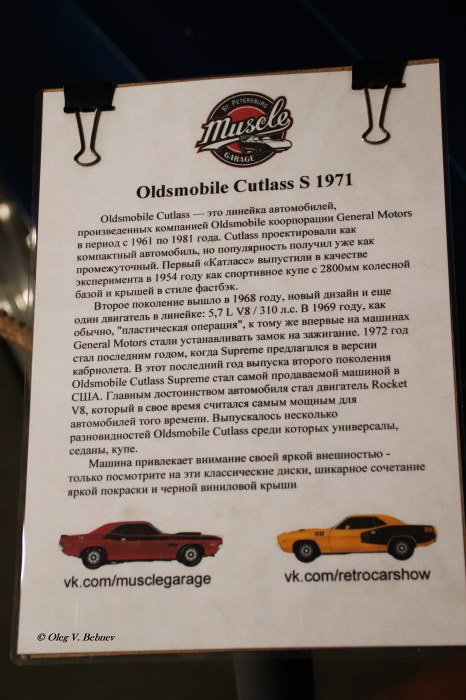 ST. PETERSBURG
Muscle
GARAGE
Oldsmobile Cutlass S 1971
Oldsmobile Cutlass — это линейка автомобилей,
произведенных компанией Oldsmobile коорпорации General Motors
в период с 1961 по 1981 года. Cutlass проектировали как
компактный автомобиль, но популярность получил уже как
промежуточный. Первый «Катласс» выпустили в качестве
эксперимента в 1954 году как спортивное купе с 2800мм колесной
базой и крышей в стиле фастбэк.
Второе поколение вышло в 1968 году, новый дизайн и еще
один двигатель в линейке: 5,7 L V8 / 310 л.с. В 1969 году, как
обычно, "пластическая операция", к тому же впервые на машинах
General Motors стали устанавливать замок на зажигание. 1972 год
стал последним годом, когда Supreme предлагался в версии
кабриолета. В этот последний год выпуска второго поколения
Oldsmobile Cutlass Supreme стал самой продаваемой машиной в
США. Главным достоинством автомобиля стал двигатель Rocket
V8, который в свое время считался самым мощным для
автомобилей того времени. Выпускалось несколько
разновидностей Oldsmobile Cutlass среди которых универсалы,
седаны, купе.
Машина привлекает внимание своей яркой внешностью -
только посмотрите на эти классические диски, шикарное сочетание
яркой покраски и черной виниловой крыши
vk.com/musclegarage
vk.com/retrocarshow
© Oleg V. Bebnev